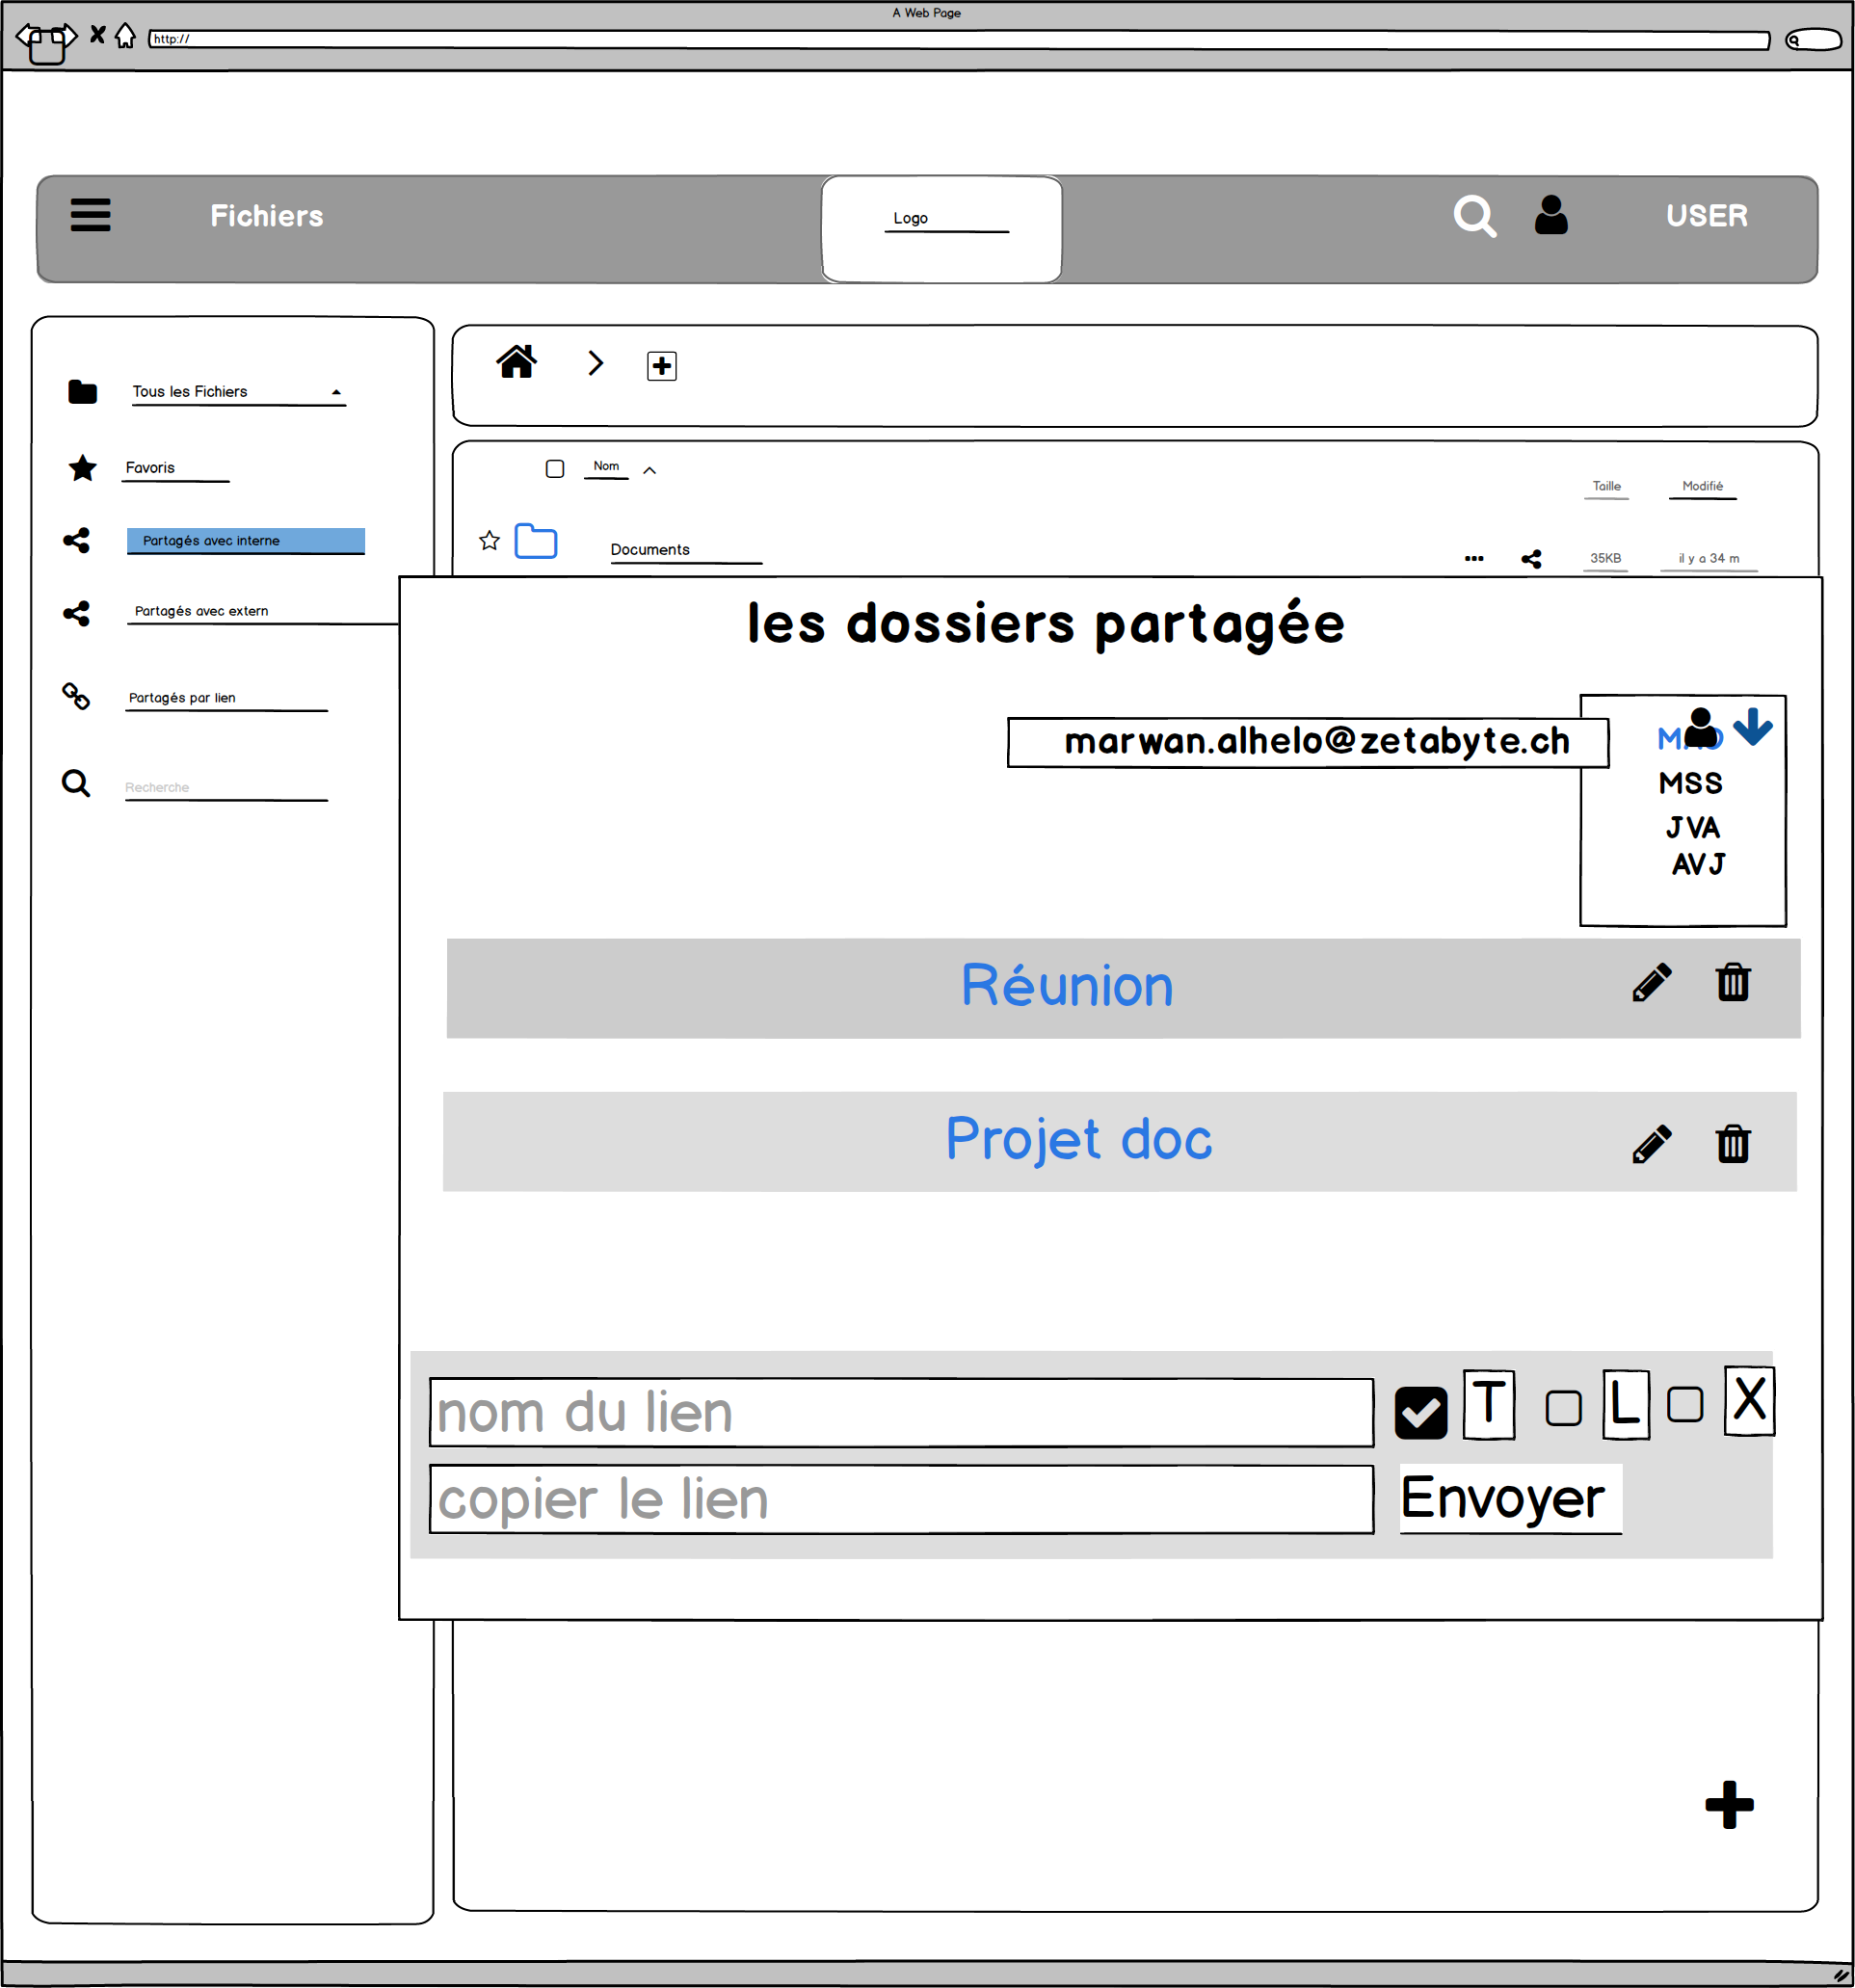 A Web Page
http://
Fichiers
Logo
USER
Tous les Fichiers
Favoris
Partagés avec interne
Partagés avec extern
Partagés par lien
Recherche
Nom
Taille
Modifié
Documents
35KB
il y a 34 m
les dossiers partagée
marwan.alhelo@zetabyte.ch
MSS
JVA
AVJ
Réunion
Projet doc
nom du lien
T
L
X
copier le lien
Envoyer